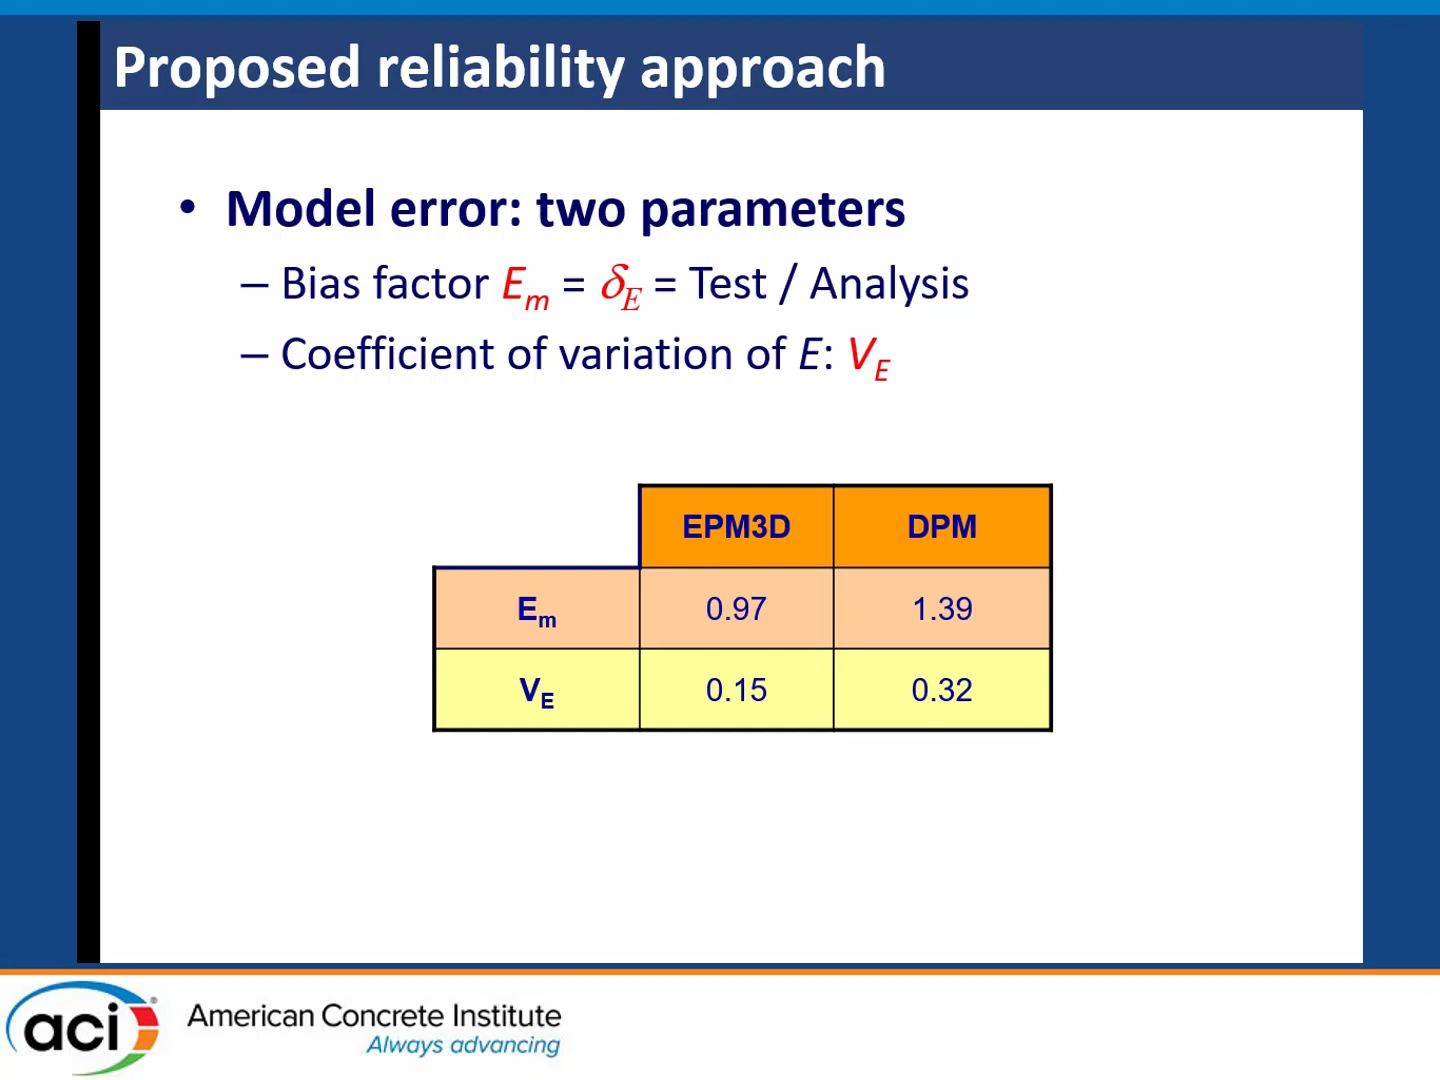 Proposed reliability approach
• Model error: two parameters
– Bias factor Em = δE = Test / Analysis
– Coefficient of variation of E: VE
EPM3D DPM
Em 0.97 1.39
VE 0.15 0.32
aci® American Concrete Institute
Always advancing